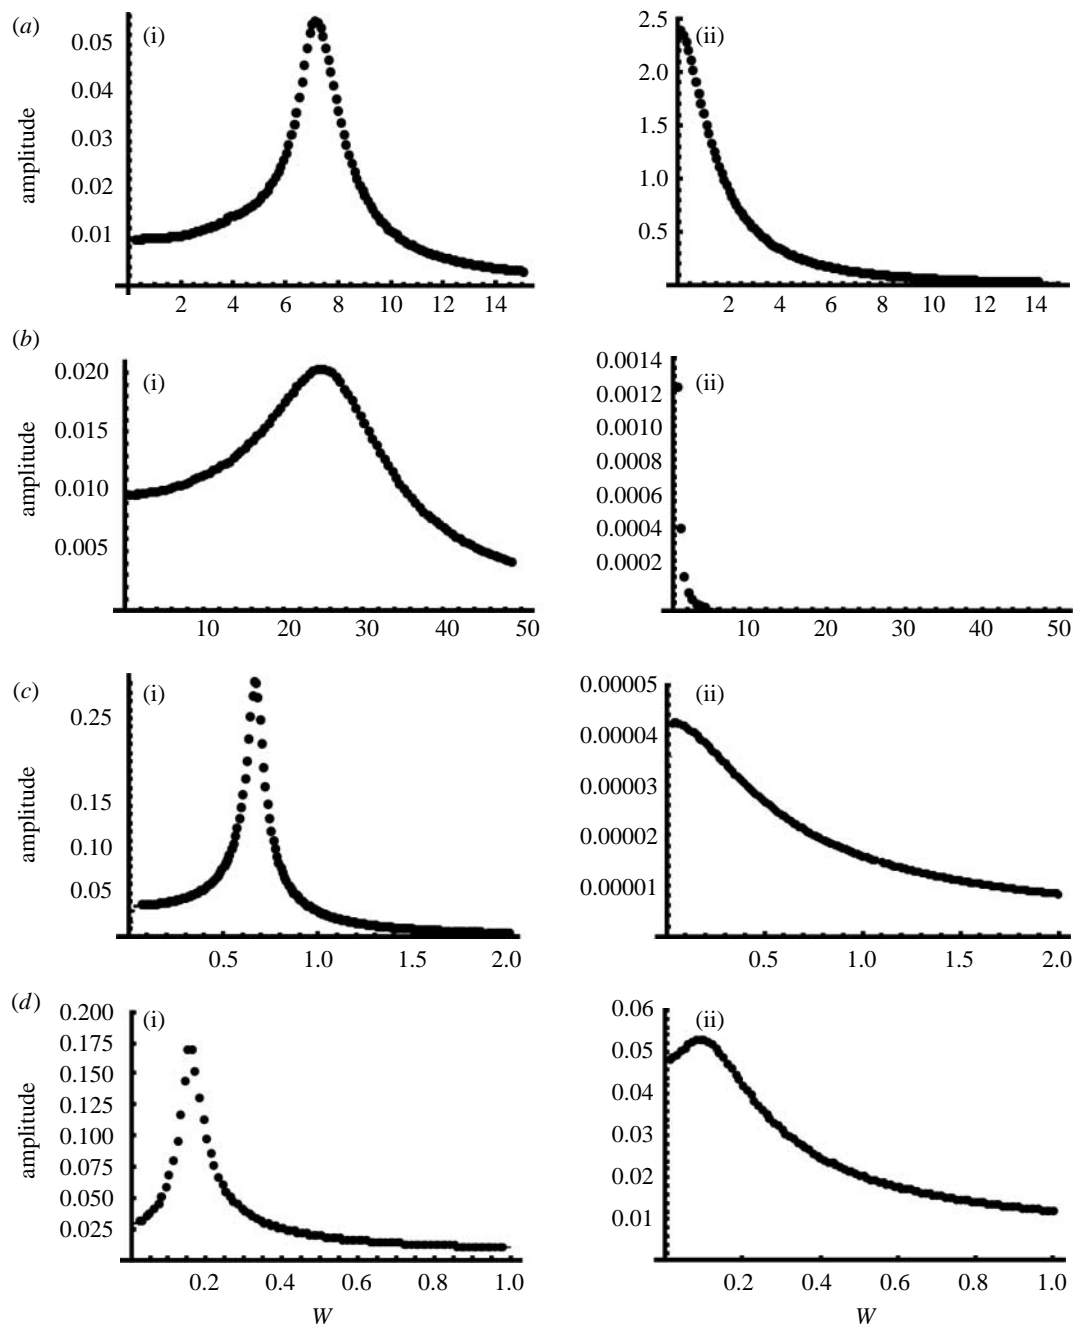 (a)
(i)
amplitude
0.05
0.04
0.03
0.02
0.01
2 4 6 8 10 12 14
(ii)
2.5
2.0
1.5
1.0
0.5
2 4 6 8 10 12 14
(b)
(i)
amplitude
0.020
0.015
0.010
0.005
10 20 30 40 50
(ii)
0.0014
0.0012
0.0010
0.0008
0.0006
0.0004
0.0002
10 20 30 40 50
(c)
(i)
amplitude
0.25
0.15
0.10
0.05
0.5 1.0 1.5 2.0
(ii)
0.00005
0.00004
0.00003
0.00002
0.00001
0.5 1.0 1.5 2.0
(d)
(i)
amplitude
0.200
0.175
0.150
0.125
0.100
0.075
0.050
0.025
0.2 0.4 0.6 0.8 1.0
W
(ii)
0.06
0.05
0.04
0.03
0.02
0.01
0.2 0.4 0.6 0.8 1.0
W